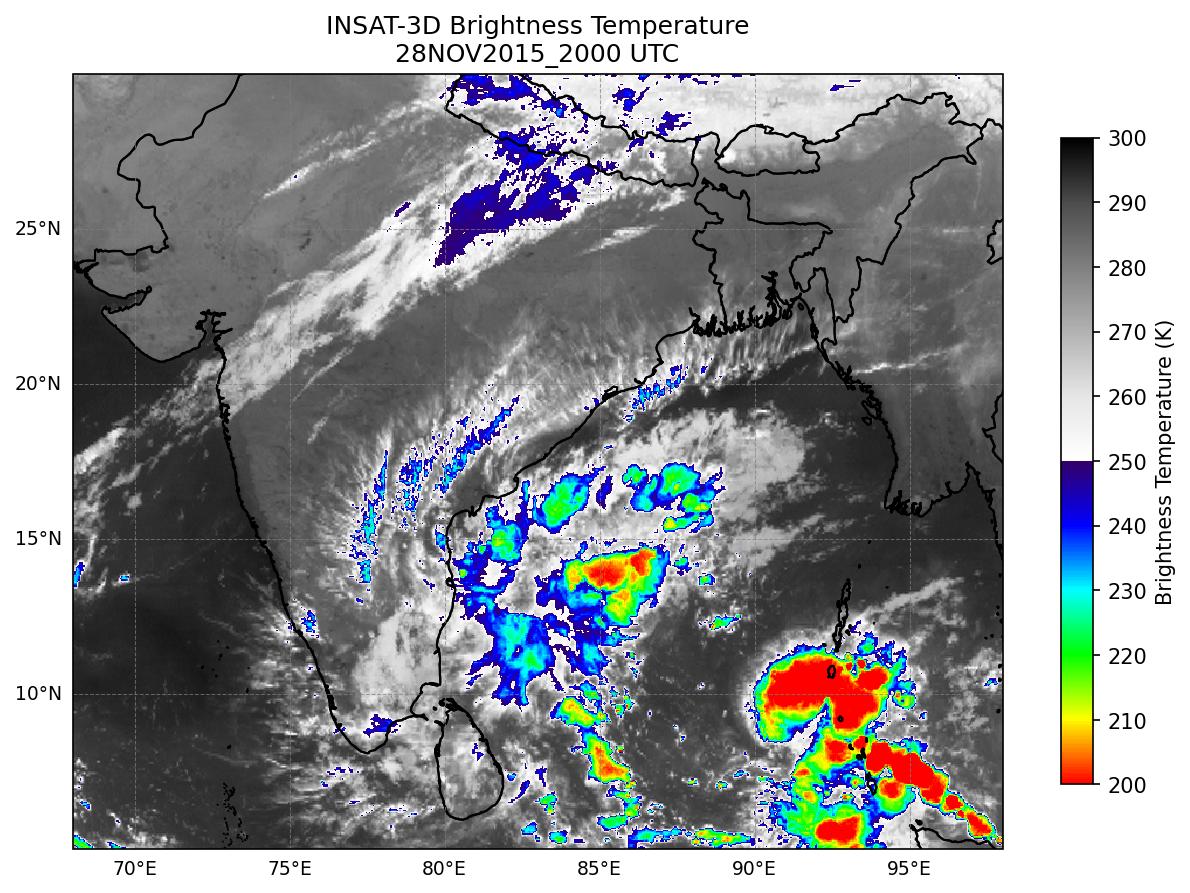 INSAT-3D Brightness Temperature
28NOV2015_2000 UTC
25°N
20°N
15°N
10°N
70°E
75°E
80°E
85°E
90°E
95°E
300
290
280
270
260
250
240
230
220
210
200
Brightness Temperature (K)